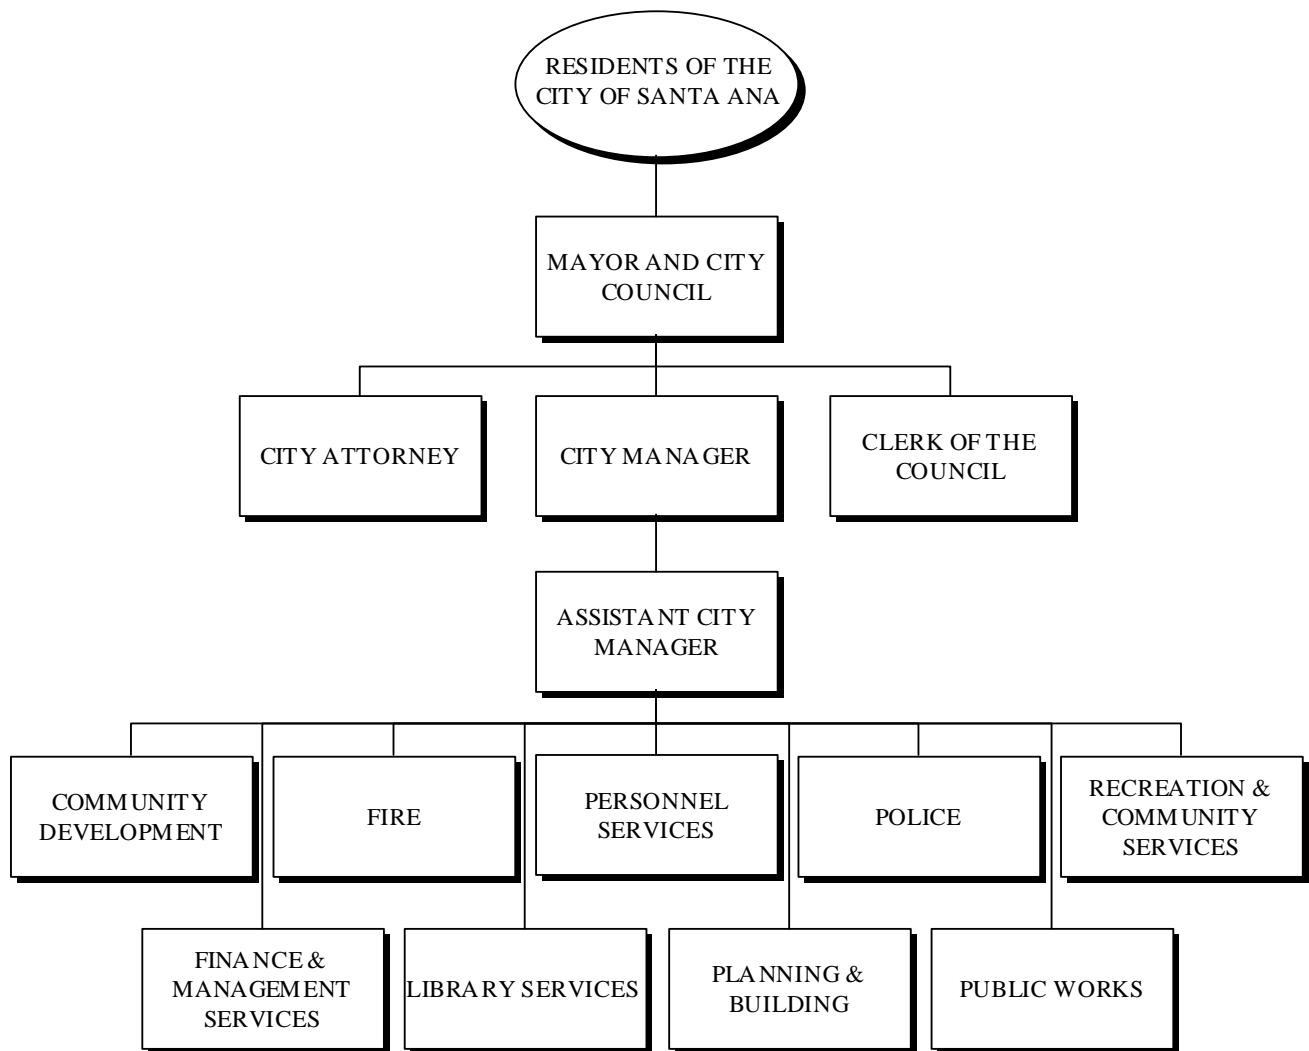 RESIDENTS OF THE
CITY OF SANTA ANA
MAYOR AND CITY
COUNCIL
CITY ATTORNEY
CITY MANAGER
CLERK OF THE
COUNCIL
ASSISTANT CITY
MANAGER
COMMUNITY
DEVELOPMENT
FIRE
PERSONNEL
SERVICES
POLICE
RECREATION &
COMMUNITY
SERVICES
FINANCE &
MANAGEMENT
SERVICES
LIBRARY SERVICES
PLANNING &
BUILDING
PUBLIC WORKS